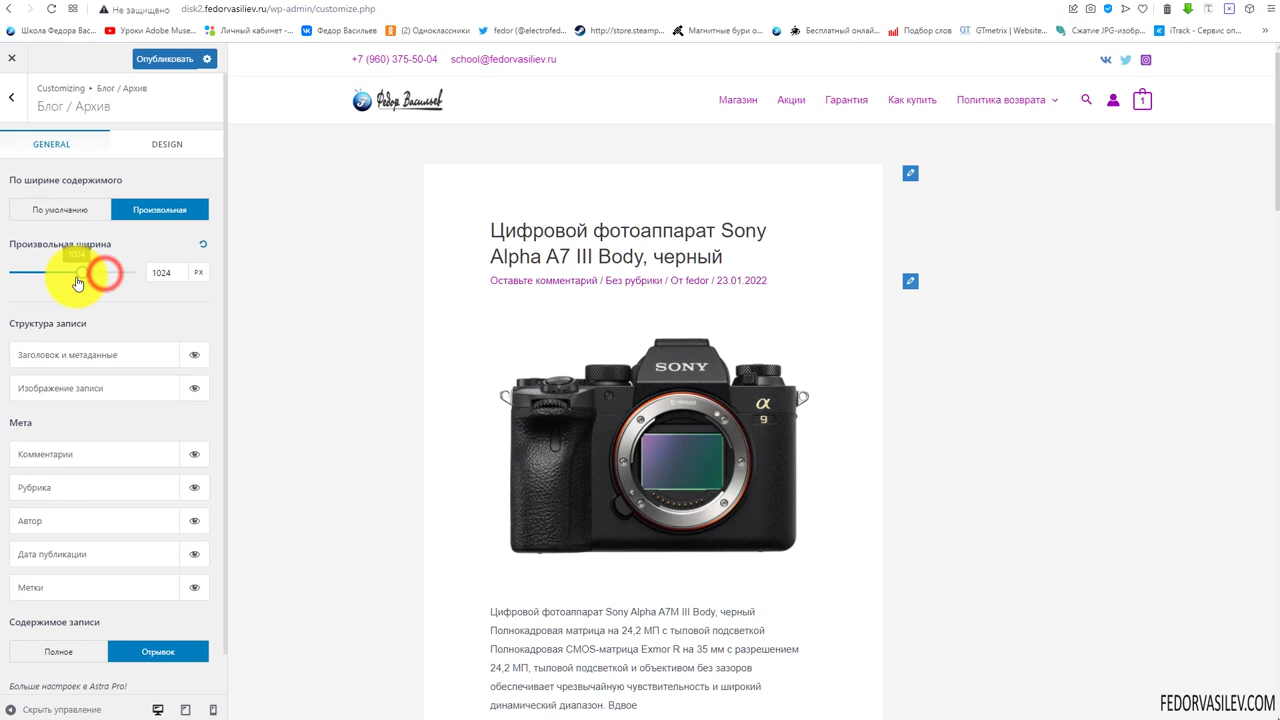 Не защищено disk2.fedorvasiliev.ru/wp-admin/customize.php
Школа Федора Вас... Уроки Adobe Muse... Личный кабинет -... Федор Васильев (2) Одноклассники fedor (@electrofed... http://store.steamp... Магнитные бури о... Бесплатный онлай... Подбор слов GTmetrix | Website... Сжатие JPG-изобр... iTrack - Сервис оп...
Опубликовать
Customizing ▸ Блог / Архив
Блог / Архив
GENERAL DESIGN
По ширине содержимого
По умолчанию Произвольная
Произвольная ширина
1024
1024 PX
Структура записи
Заголовок и метаданные
Изображение записи
Мета
Комментарии
Рубрика
Автор
Дата публикации
Метки
Содержимое записи
Полное Отрывок
Больше настроек в Astra Pro!
Скрыть управление
+7 (960) 375-50-04 school@fedorvasiliev.ru
Федор Васильев
Магазин Акции Гарантия Как купить Политика возврата 1
Цифровой фотоаппарат Sony
Alpha A7 III Body, черный
Оставьте комментарий / Без рубрики / От fedor / 23.01.2022
SONY
α
9
Цифровой фотоаппарат Sony Alpha A7M III Body, черный
Полнокадровая матрица на 24,2 МП с тыловой подсветкой
Полнокадровая CMOS-матрица Exmor R на 35 мм с разрешением
24,2 МП, тыловой подсветкой и объективом без зазоров
обеспечивает чрезвычайную чувствительность и широкий
динамический диапазон. Вдвое
FEDORVASILEV.COM